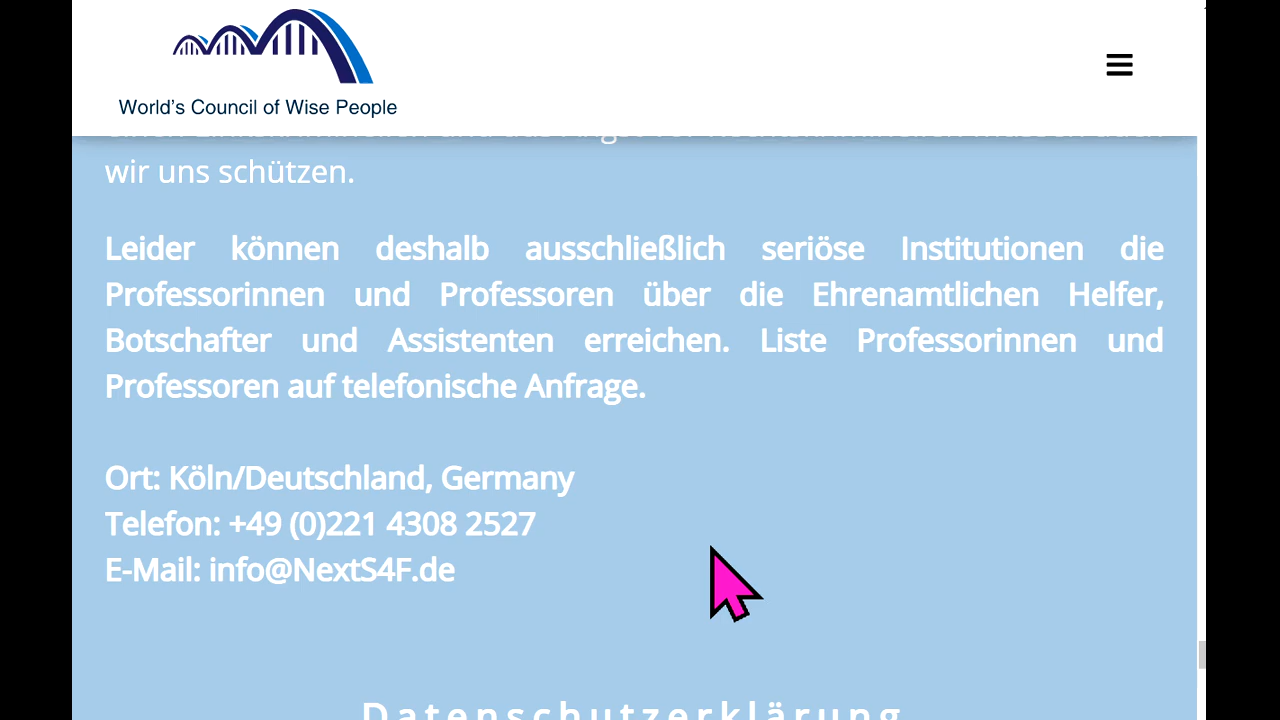 World's Council of Wise People
wir uns schützen.
Leider können deshalb ausschließlich seriöse Institutionen die
Professorinnen und Professoren über die Ehrenamtlichen Helfer,
Botschafter und Assistenten erreichen. Liste Professorinnen und
Professoren auf telefonische Anfrage.
Ort: Köln/Deutschland, Germany
Telefon: +49 (0)221 4308 2527
E-Mail: info@NextS4F.de
Datenschutzerklärung